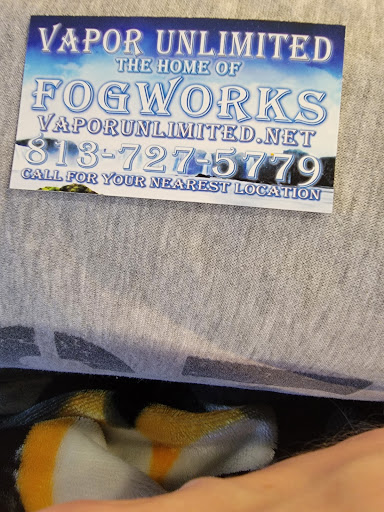 VAPOR UNLIMITED
THE HOME OF
FOGWORKS
VAPORUNLIMITED.NET
813-727-5779
CALL FOR YOUR NEAREST LOCATION